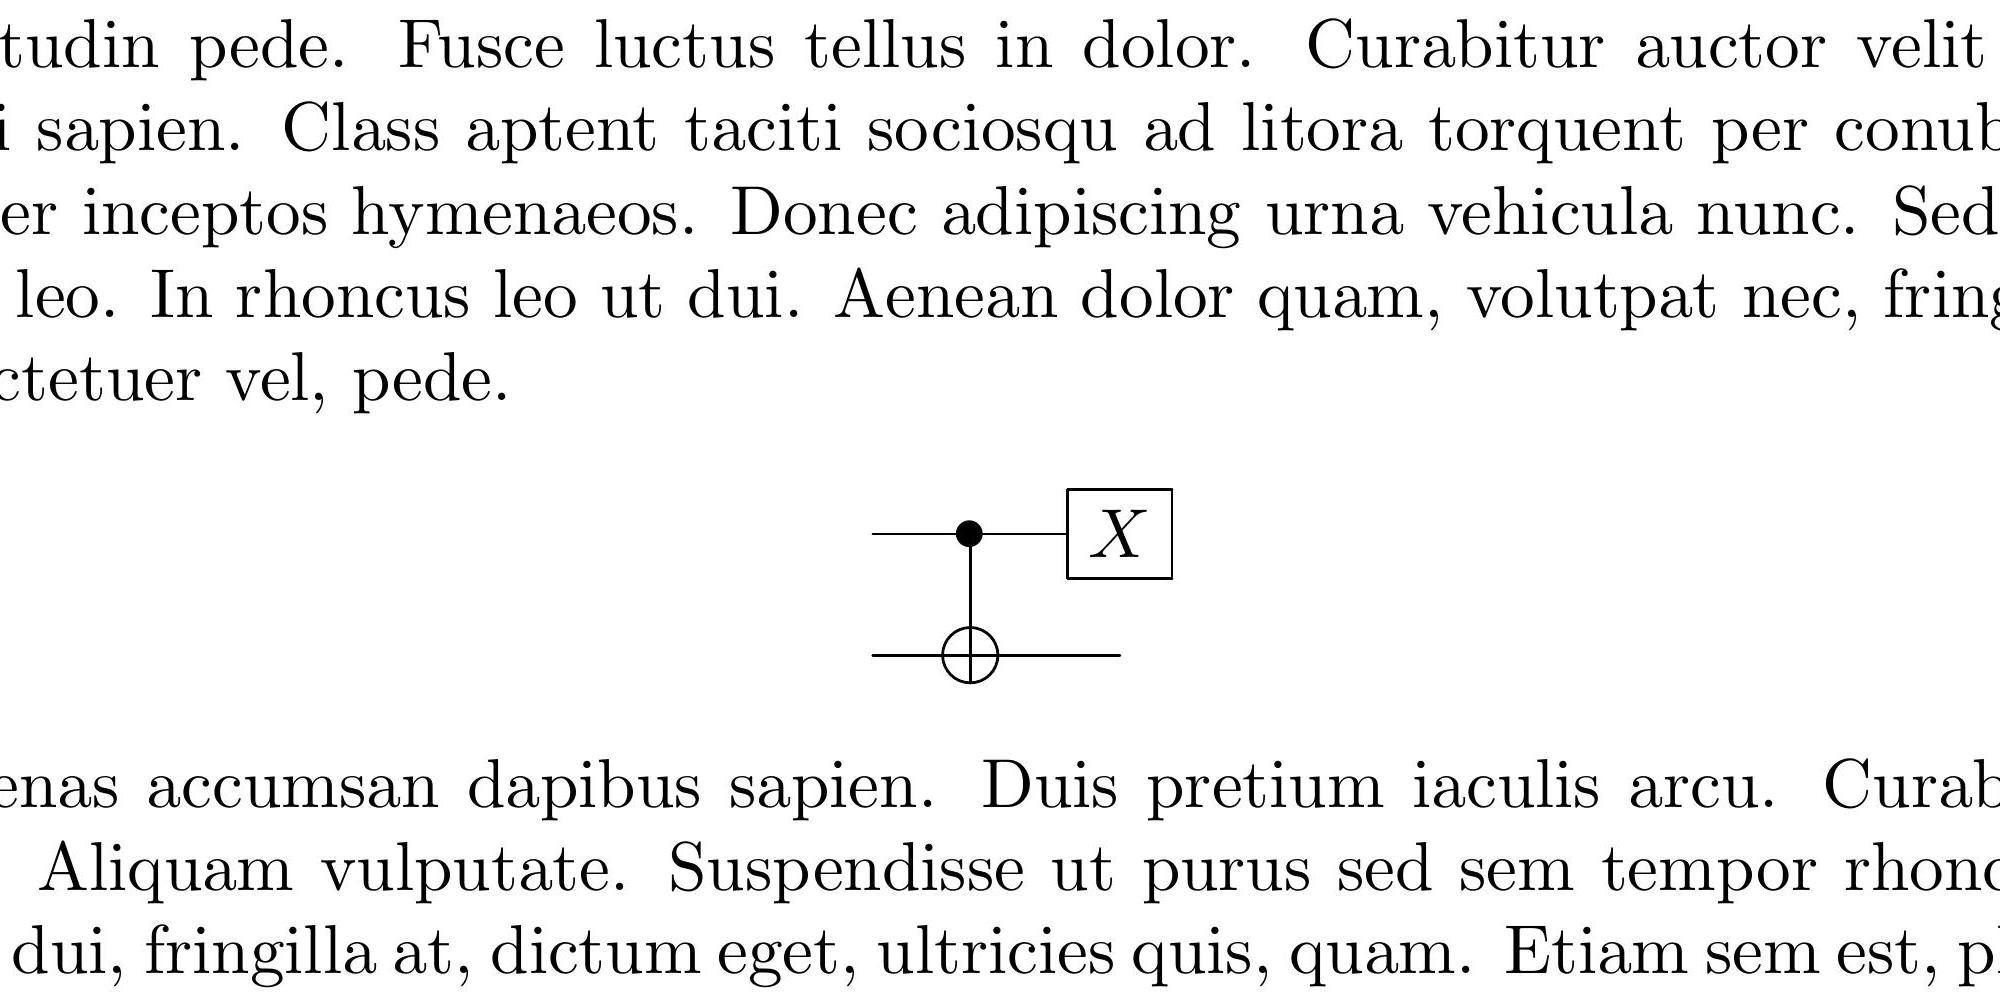 tudin pede. Fusce luctus tellus in dolor. Curabitur auctor velit
i sapien. Class aptent taciti sociosqu ad litora torquent per conub
er inceptos hymenaeos. Donec adipiscing urna vehicula nunc. Sed
leo. In rhoncus leo ut dui. Aenean dolor quam, volutpat nec, fring
ctetuer vel, pede.
X
enas accumsan dapibus sapien. Duis pretium iaculis arcu. Curab
Aliquam vulputate. Suspendisse ut purus sed sem tempor rhonc
dui, fringilla at, dictum eget, ultricies quis, quam. Etiam sem est, pl